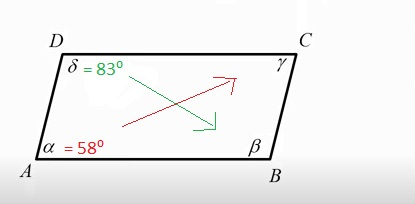 D C
δ = 83⁰ γ
α = 58⁰ β
A B